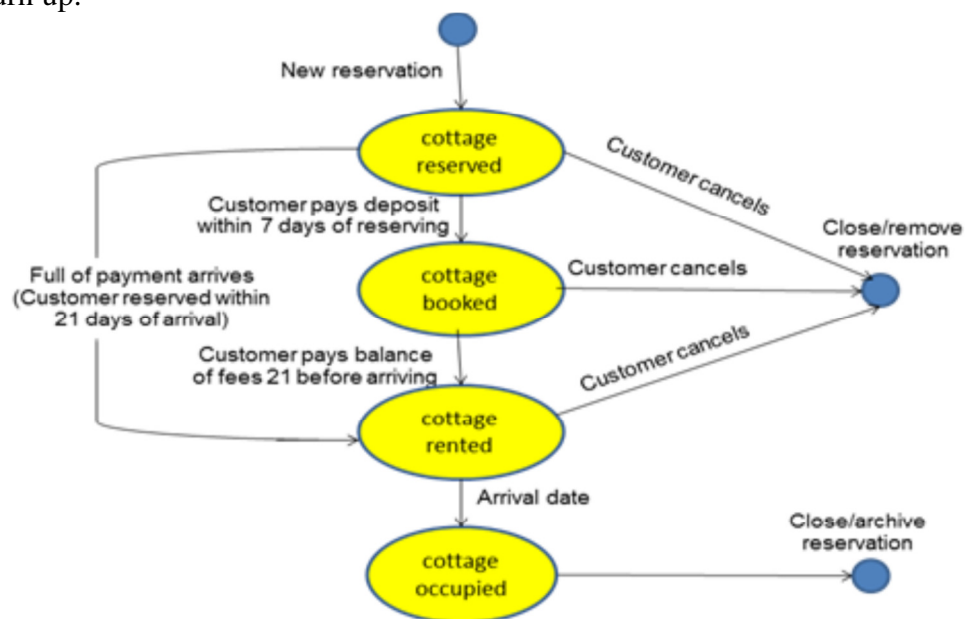 urn up.
New reservation
cottage
reserved
Customer cancels
Customer pays deposit
within 7 days of reserving
Close/remove
reservation
Full of payment arrives
(Customer reserved within
21 days of arrival)
cottage
booked
Customer cancels
Customer pays balance
of fees 21 before arriving
Customer cancels
cottage
rented
Arrival date
Close/archive
reservation
cottage
occupied